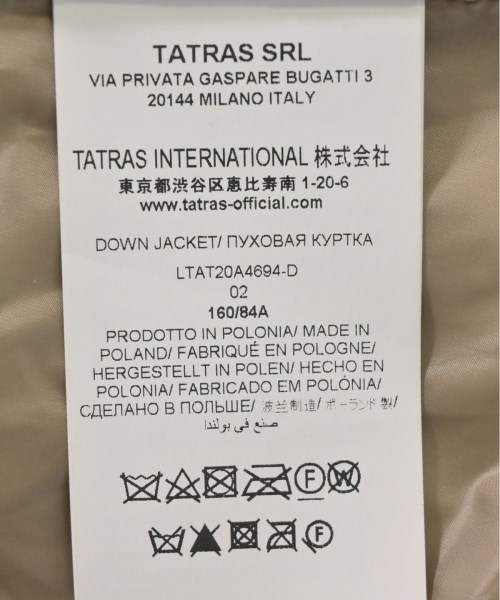 TATRAS SRL
VIA PRIVATA GASPARE BUGATTI 3
20144 MILANO ITALY
TATRAS INTERNATIONAL 株式会社
東京都渋谷区恵比寿南 1-20-6
www.tatras-official.com
DOWN JACKET/ ПУХОВАЯ КУРТКА
LTAT20A4694-D
02
160/84A
PRODOTTO IN POLONIA/ MADE IN
POLAND/ FABRIQUÉ EN POLOGNE/
HERGESTELLT IN POLEN/ HECHO EN
POLONIA/ FABRICADO EM POLÓNIA/
СДЕЛАНО В ПОЛЬШЕ/ 波兰制造/ ポーランド 製/
صنع في بولندا
F W
F